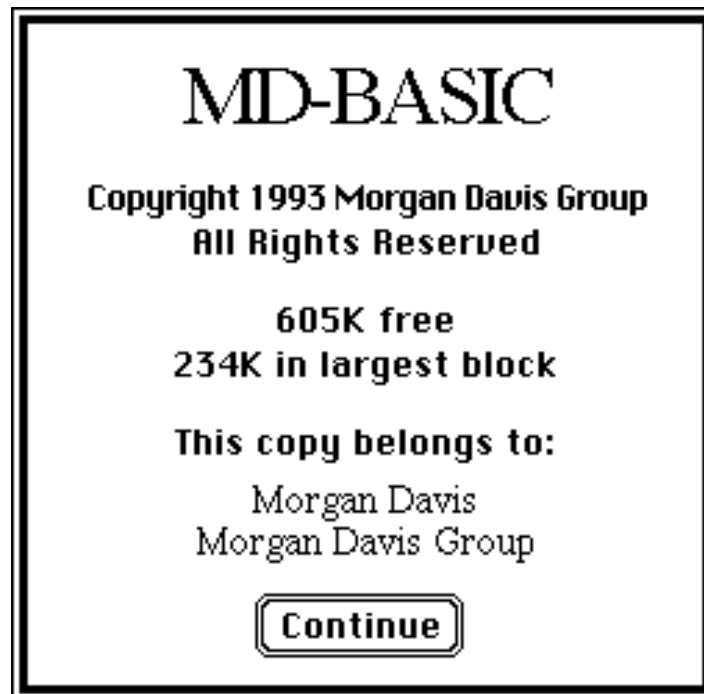 MD-BASIC
Copyright 1993 Morgan Davis Group
All Rights Reserved
605K free
234K in largest block
This copy belongs to:
Morgan Davis
Morgan Davis Group
Continue